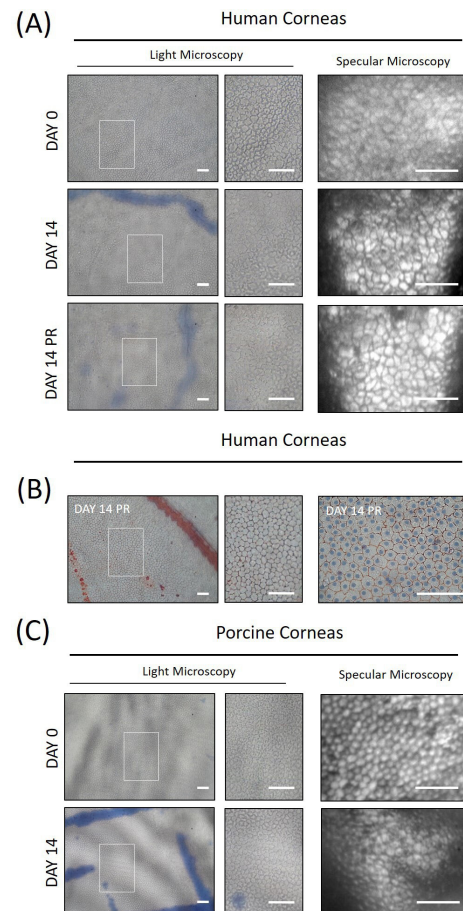 (A)
Human Corneas
Light Microscopy
Specular Microscopy
DAY 0
DAY 14
DAY 14 PR
Human Corneas
(B)
DAY 14 PR
DAY 14 PR
(C)
Porcine Corneas
Light Microscopy
Specular Microscopy
DAY 0
DAY 14